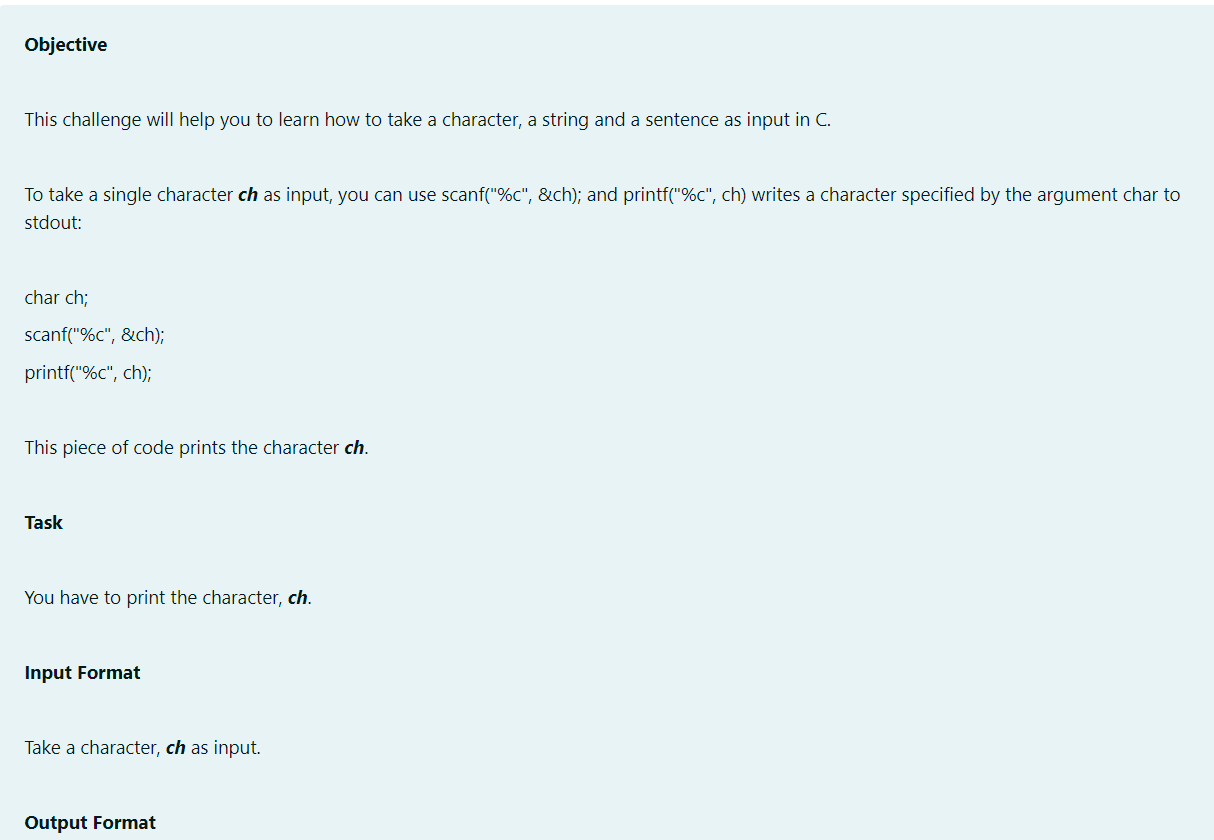 Objective
This challenge will help you to learn how to take a character, a string and a sentence as input in C.
To take a single character ch as input, you can use scanf("%c", &ch); and printf("%c", ch) writes a character specified by the argument char to
stdout:
char ch;
scanf("%c", &ch);
printf("%c", ch);
This piece of code prints the character ch.
Task
You have to print the character, ch.
Input Format
Take a character, ch as input.
Output Format